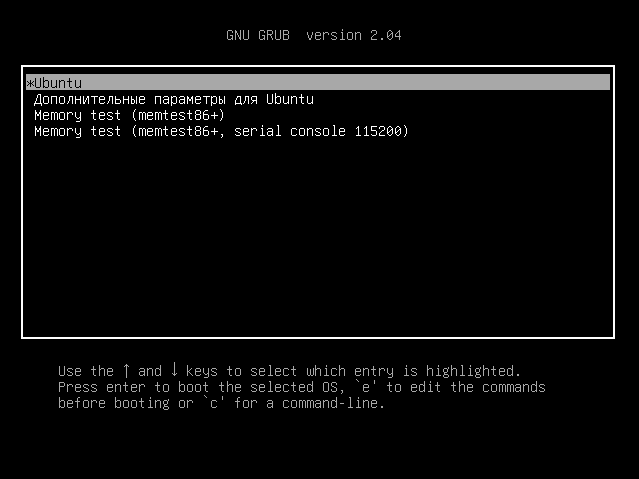 GNU GRUB  version 2.04
*Ubuntu
Дополнительные параметры для Ubuntu
Memory test (memtest86+)
Memory test (memtest86+, serial console 115200)
Use the ↑ and ↓ keys to select which entry is highlighted.
Press enter to boot the selected OS, `e' to edit the commands
before booting or `c' for a command-line.